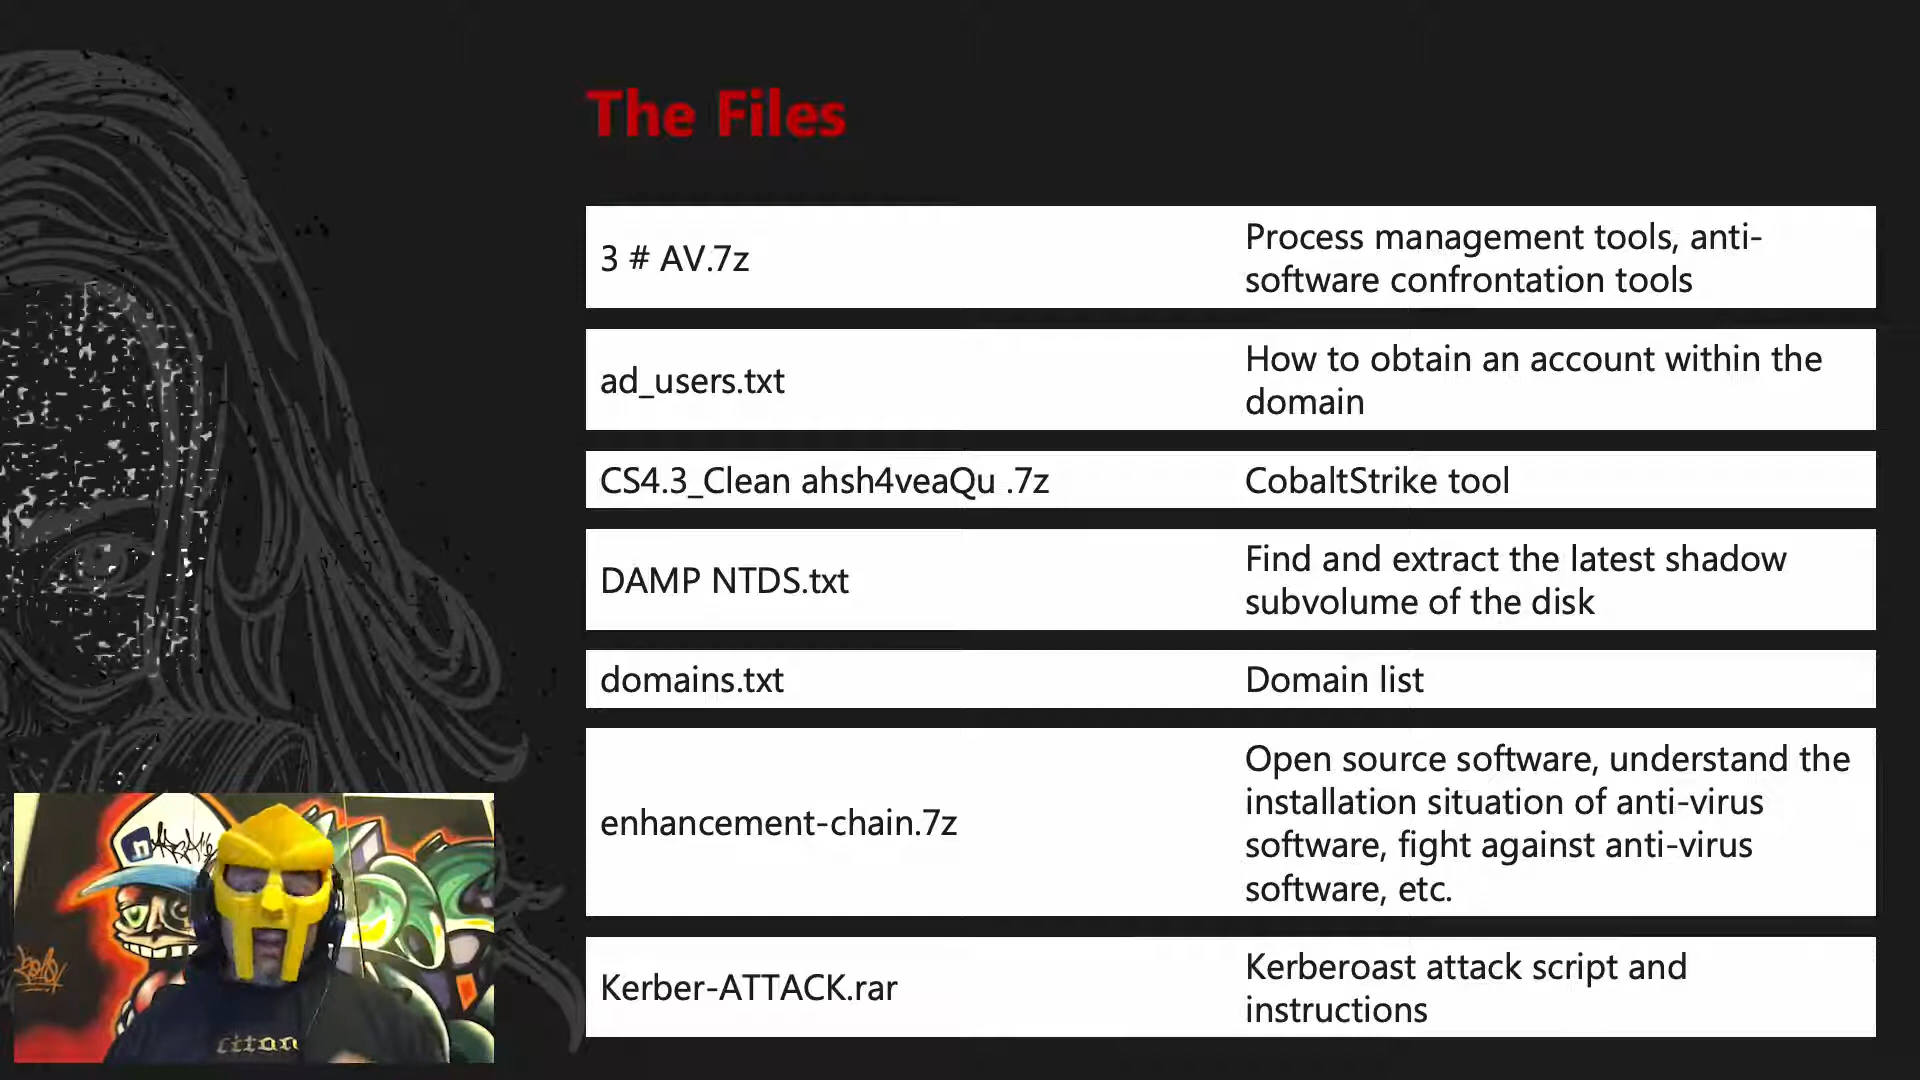 The Files
3 # AV.7z
Process management tools, anti-
software confrontation tools
ad_users.txt
How to obtain an account within the
domain
CS4.3_Clean ahsh4veaQu .7z
CobaltStrike tool
DAMP NTDS.txt
Find and extract the latest shadow
subvolume of the disk
domains.txt
Domain list
enhancement-chain.7z
Open source software, understand the
installation situation of anti-virus
software, fight against anti-virus
software, etc.
Kerber-ATTACK.rar
Kerberoast attack script and
instructions